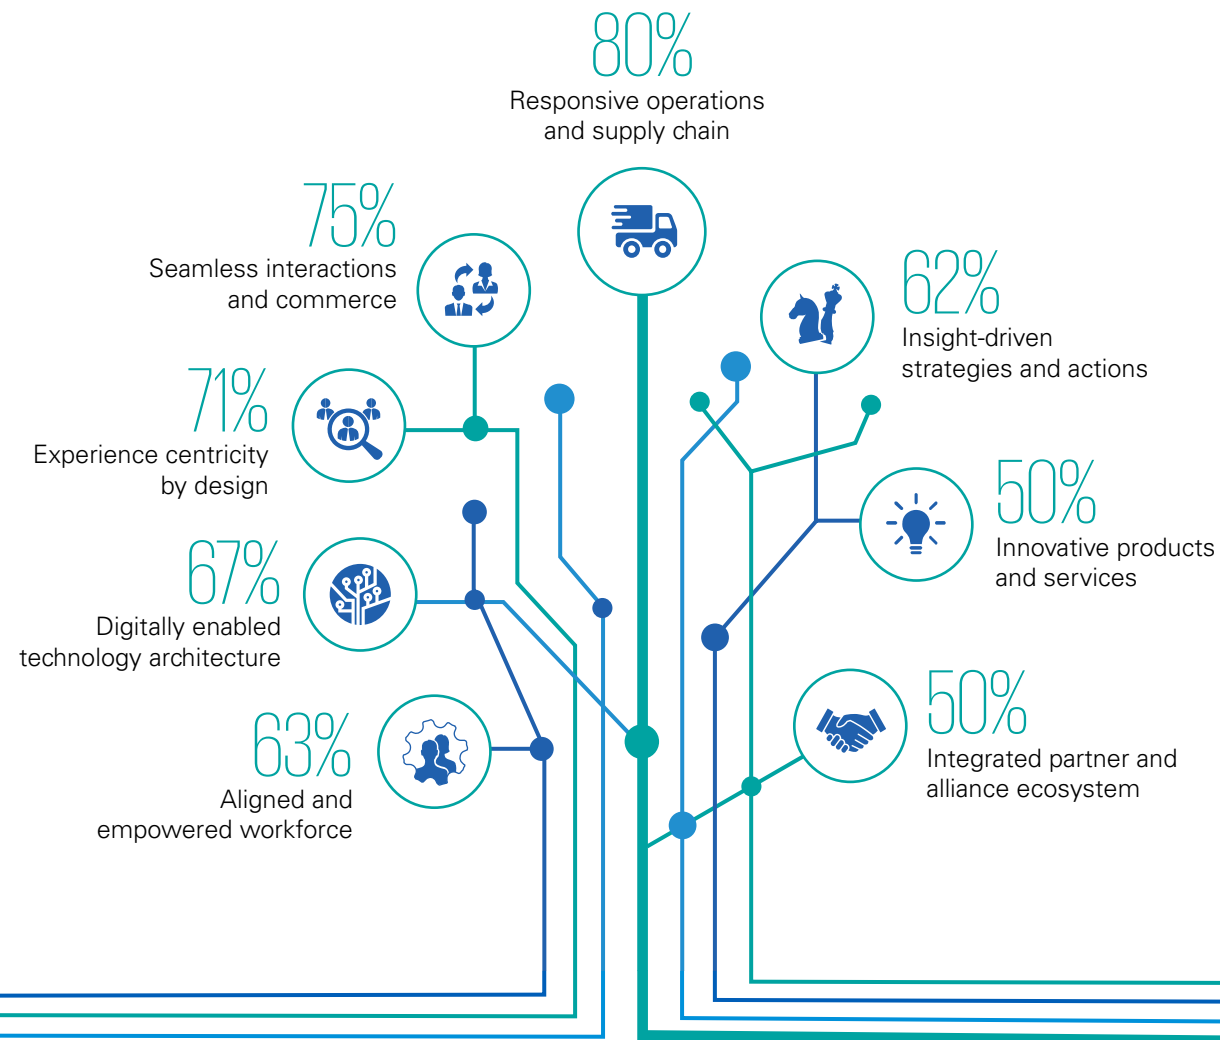 80%
Responsive operations
and supply chain
75%
Seamless interactions
and commerce
71%
Experience centricity
by design
67%
Digitally enabled
technology architecture
63%
Aligned and
empowered workforce
62%
Insight-driven
strategies and actions
50%
Innovative products
and services
50%
Integrated partner and
alliance ecosystem